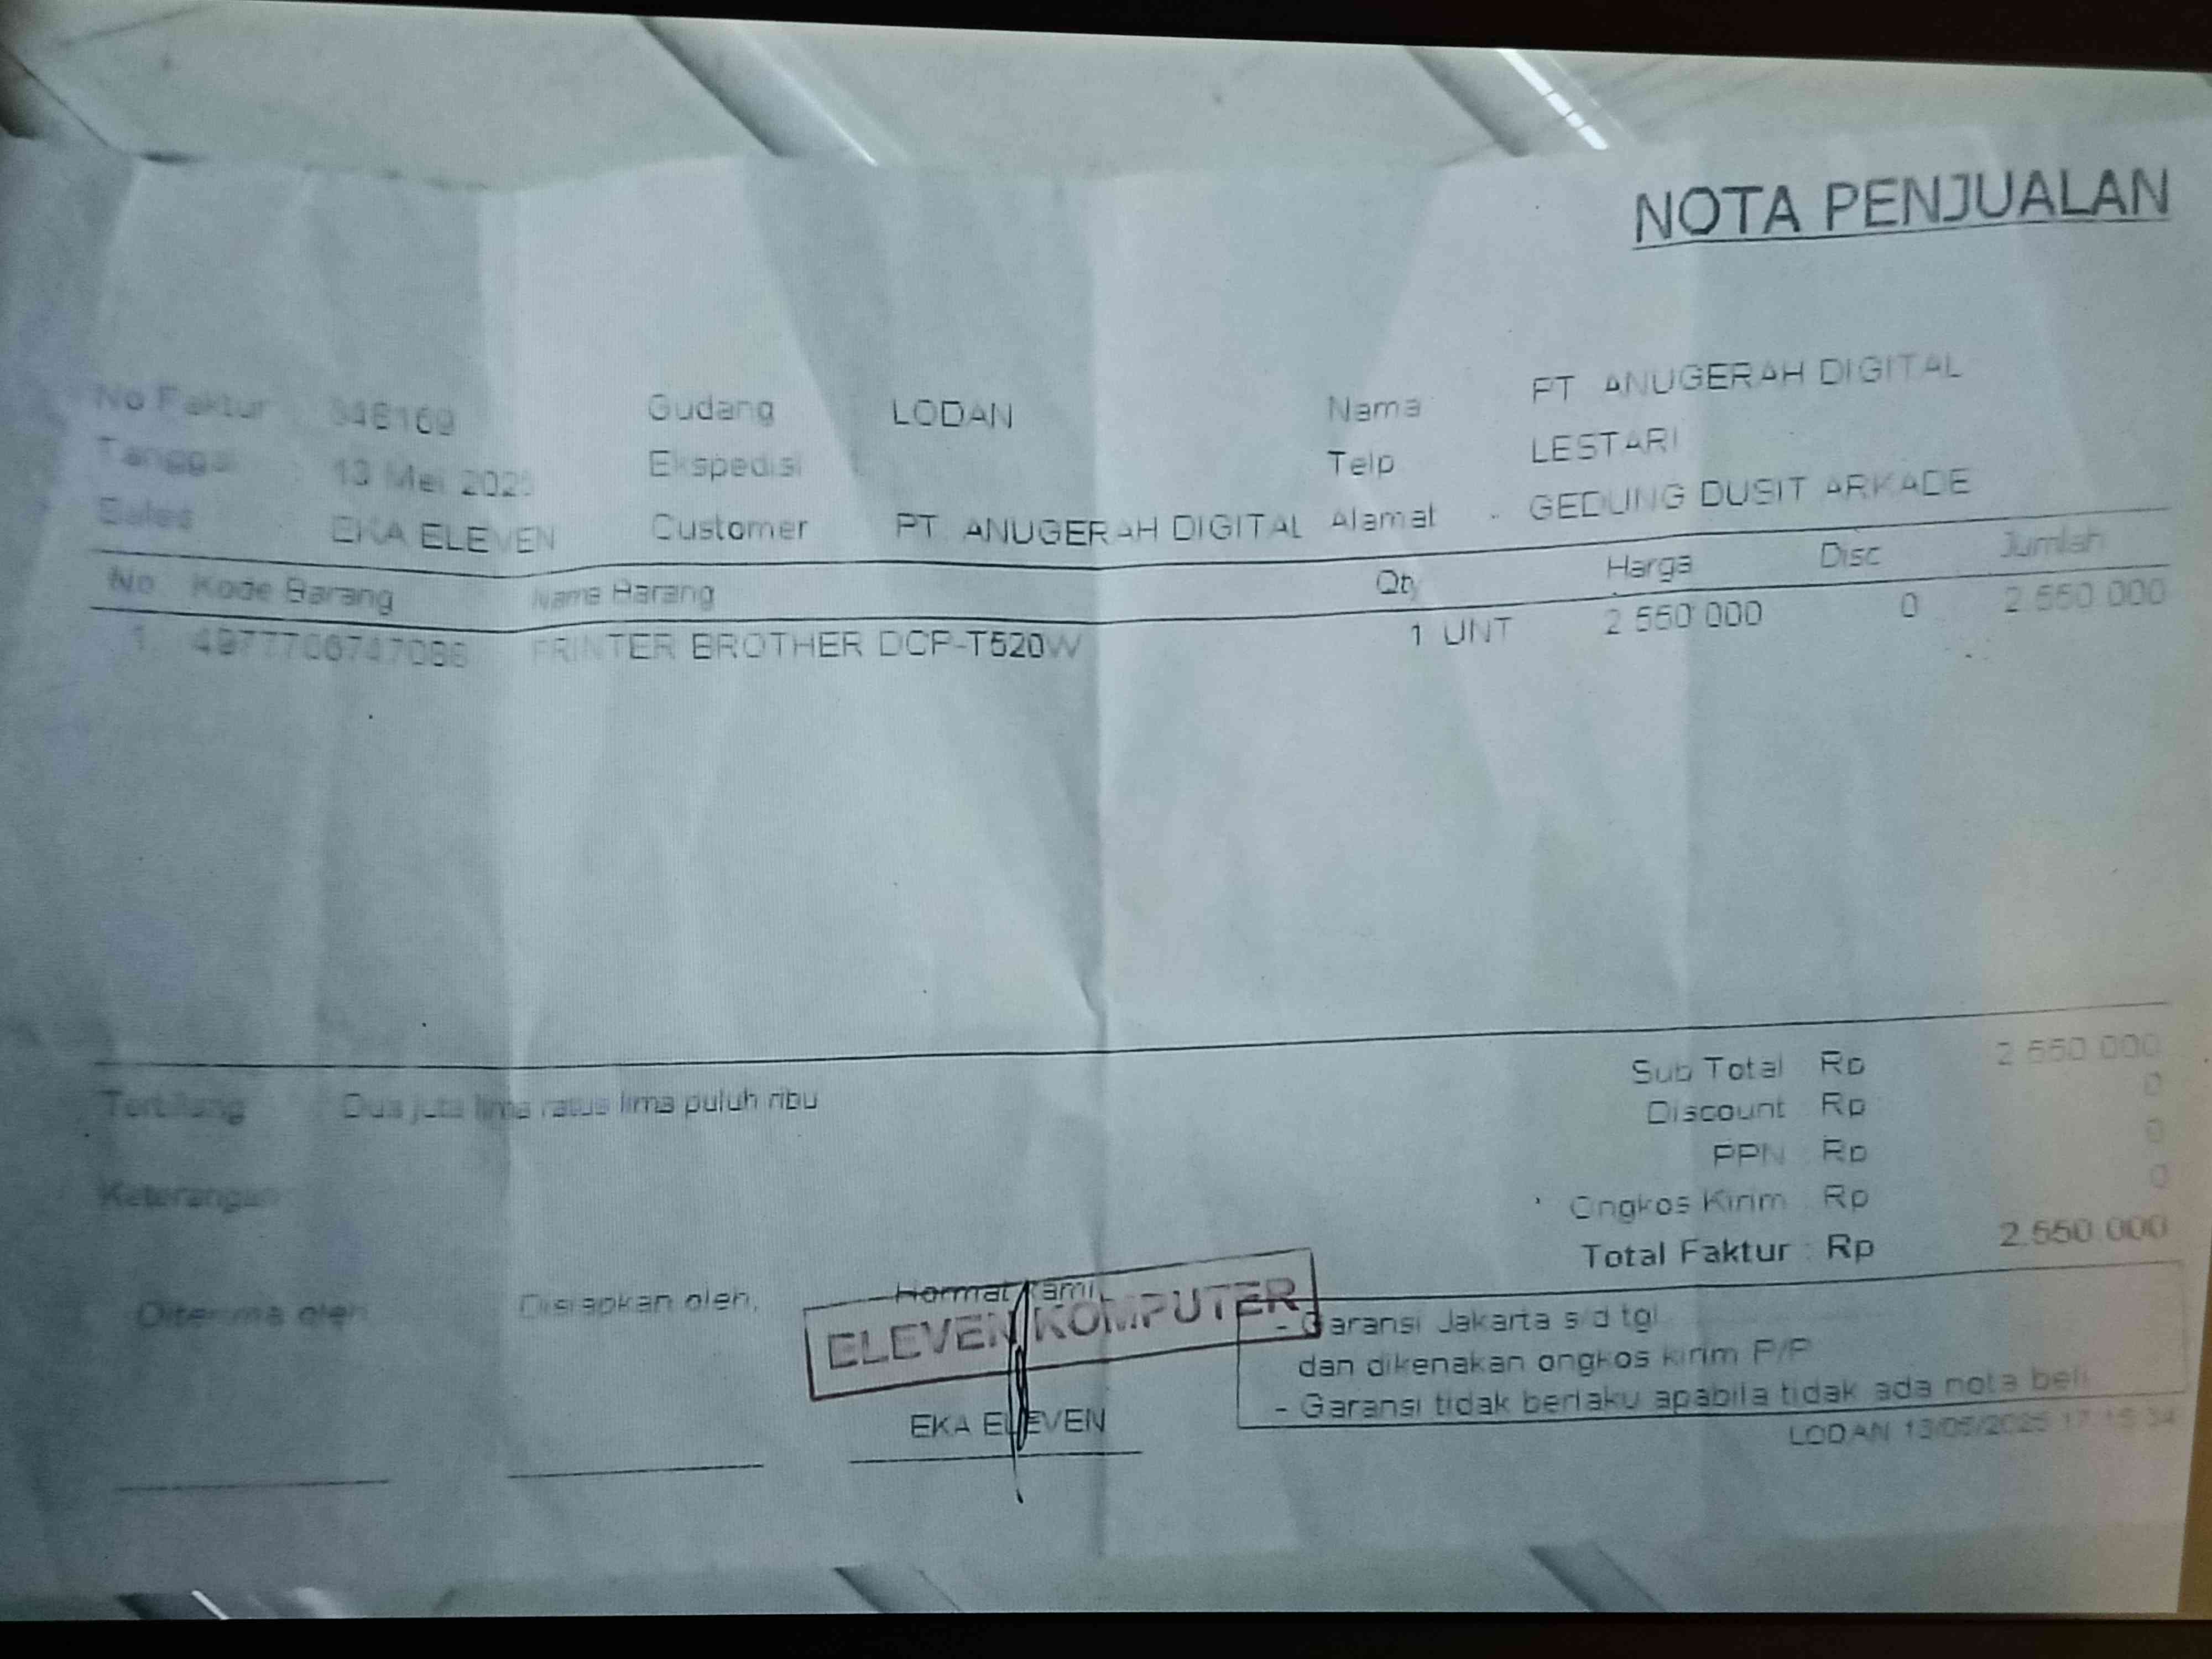 NOTA PENJUALAN
No Faktur : 348169 Gudang LODAN Nama PT ANUGERAH DIGITAL
Tanggal : 13 Mei 2025 Ekspedisi : Telp LESTARI
Sales EKA ELEVEN Customer PT ANUGERAH DIGITAL Alamat : GEDUNG DUSIT ARKADE
No Kode Barang Nama Barang Qty Harga Disc Jumlah
1. PRINTER BROTHER DCP-T520W 1 UNT 2.550.000 0 2.550.000
Sub Total : Rp 2.550.000
Terbilang : Dua juta lima ratus lima puluh ribu
Discount : Rp 0
PPN : Rp 0
Keterangan
Ongkos Kirim : Rp 0
Total Faktur : Rp 2.550.000
Diterima oleh Disiapkan oleh, Hormat Kami,
ELEVEN KOMPUTER
- Garansi Jakarta s/d tgl
dan dikenakan ongkos kirim P/P
- Garansi tidak berlaku apabila tidak ada nota beli
EKA ELEVEN
LODAN 13/05/2025